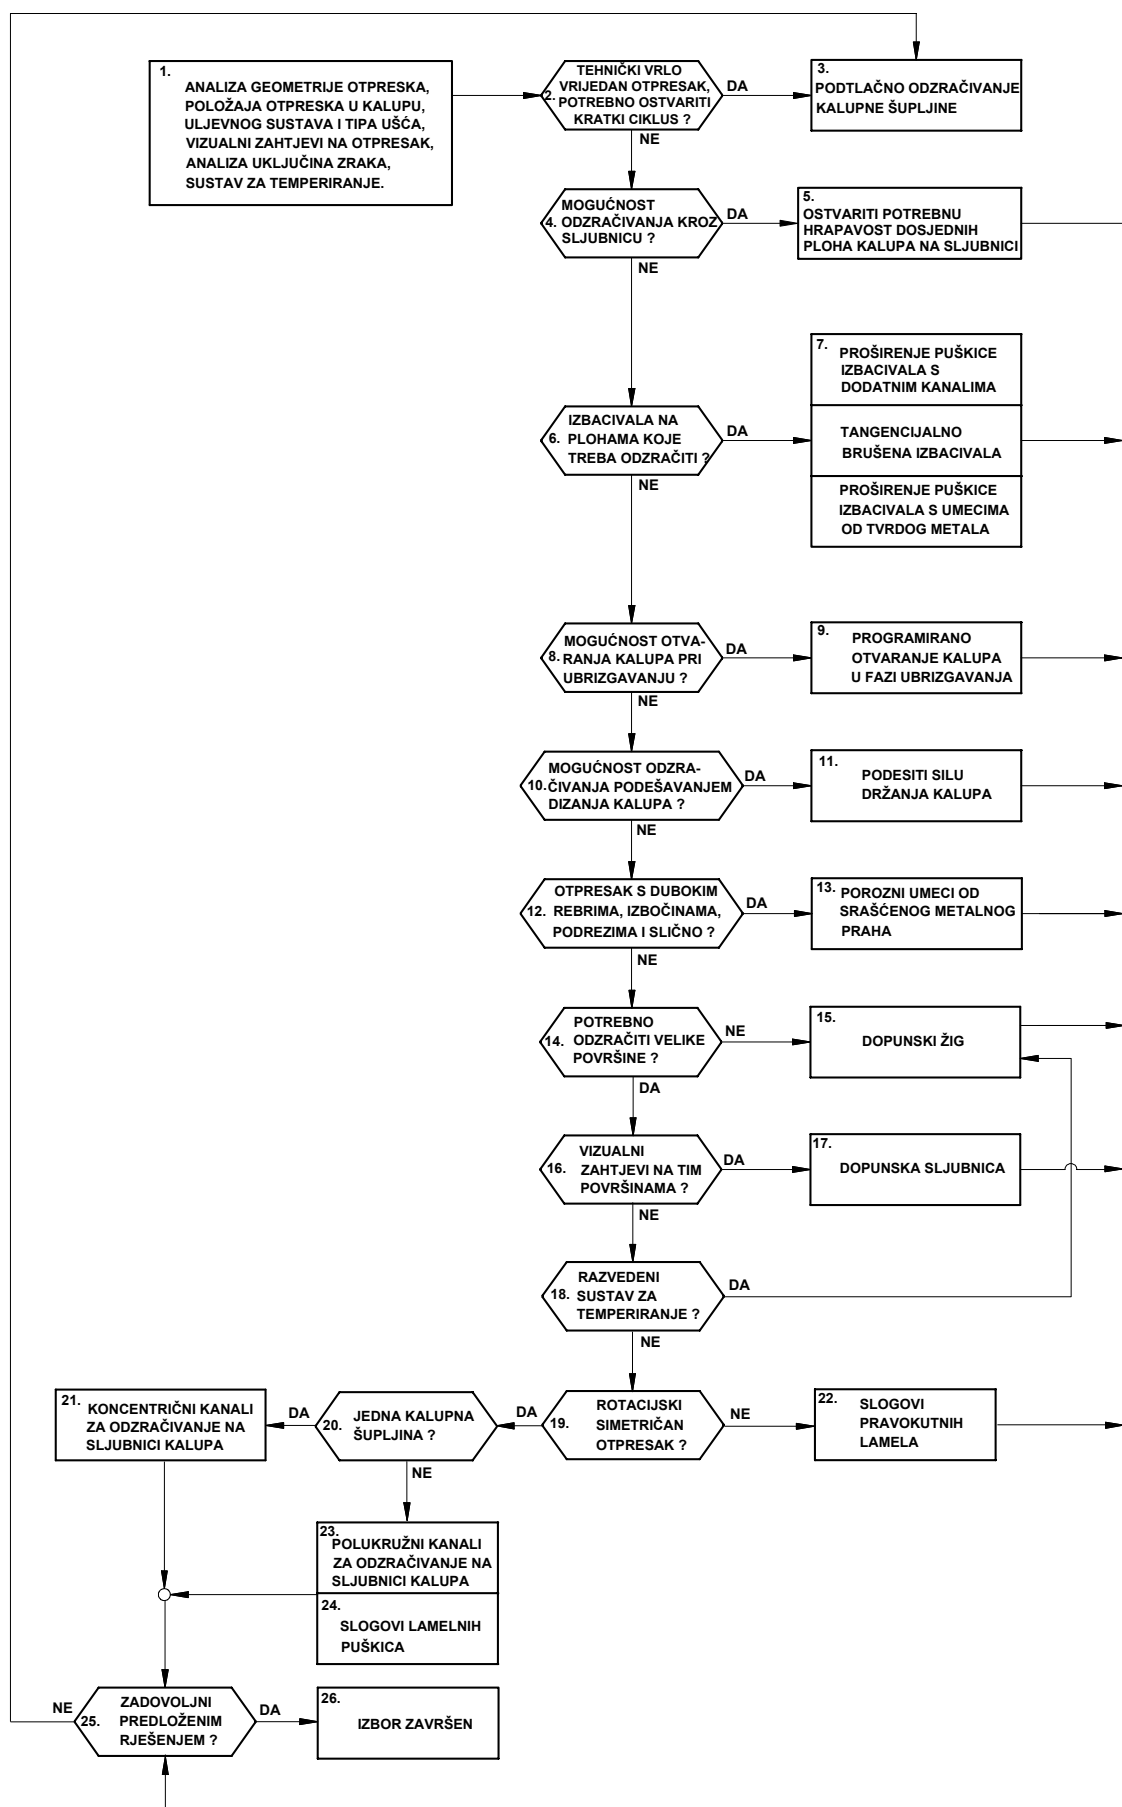 1.
ANALIZA GEOMETRIJE OTPRESKA,
POLOŽAJA OTPRESKA U KALUPU,
ULJEVNOG SUSTAVA I TIPA UŠĆA,
VIZUALNI ZAHTJEVI NA OTPRESAK,
ANALIZA UKLJUČINA ZRAKA,
SUSTAV ZA TEMPERIRANJE.
TEHNIČKI VRLO
VRIJEDAN OTPRESAK,
2. POTREBNO OSTVARITI
KRATKI CIKLUS ?
DA
NE
3.
PODTLAČNO ODZRAČIVANJE
KALUPNE ŠUPLJINE
MOGUĆNOST
4. ODZRAČIVANJA KROZ
SLJUBNICU ?
DA
NE
5.
OSTVARITI POTREBNU
HRAPAVOST DOSJEDNIH
PLOHA KALUPA NA SLJUBNICI
IZBACIVALA NA
6. PLOHAMA KOJE
TREBA ODZRAČITI ?
DA
NE
7. PROŠIRENJE PUŠKICE
IZBACIVALA S
DODATNIM KANALIMA
TANGENCIJALNO
BRUŠENA IZBACIVALA
PROŠIRENJE PUŠKICE
IZBACIVALA S UMECIMA
OD TVRDOG METALA
MOGUĆNOST OTVA-
8. RANJA KALUPA PRI
UBRIZGAVANJU ?
DA
NE
9. PROGRAMIRANO
OTVARANJE KALUPA
U FAZI UBRIZGAVANJA
MOGUĆNOST ODZRA-
10. ČIVANJA PODEŠAVANJEM
DIZANJA KALUPA ?
DA
NE
11. PODESITI SILU
DRŽANJA KALUPA
OTPRESAK S DUBOKIM
12. REBRIMA, IZBOČINAMA,
PODREZIMA I SLIČNO ?
DA
NE
13. POROZNI UMECI OD
SRAŠĆENOG METALNOG
PRAHA
POTREBNO
14. ODZRAČITI VELIKE
POVRŠINE ?
NE
DA
15.
DOPUNSKI ŽIG
VIZUALNI
16. ZAHTJEVI NA TIM
POVRŠINAMA ?
DA
NE
17.
DOPUNSKA SLJUBNICA
RAZVEDENI
18. SUSTAV ZA
TEMPERIRANJE ?
DA
NE
ROTACIJSKI
19. SIMETRIČAN
OTPRESAK ?
DA
NE
22. SLOGOVI
PRAVOKUTNIH
LAMELA
JEDNA KALUPNA
20. ŠUPLJINA ?
DA
NE
21. KONCENTRIČNI KANALI
ZA ODZRAČIVANJE NA
SLJUBNICI KALUPA
23.
POLUKRUŽNI KANALI
ZA ODZRAČIVANJE NA
SLJUBNICI KALUPA
24.
SLOGOVI LAMELNIH
PUŠKICA
ZADOVOLJNI
25. PREDLOŽENIM
RJEŠENJEM ?
NE
DA
26.
IZBOR ZAVRŠEN